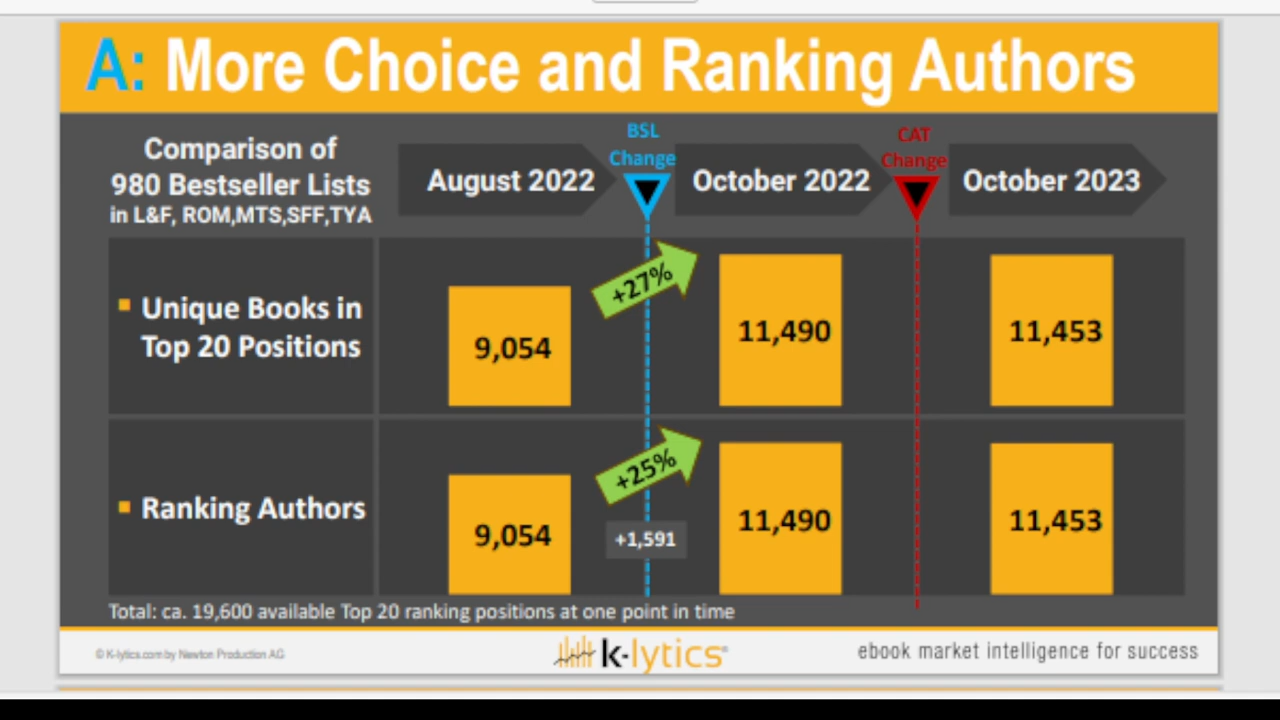 A: More Choice and Ranking Authors
Comparison of
980 Bestseller Lists
in L&F, ROM,MTS,SFF,TYA
August 2022
BSL
Change
October 2022
CAT
Change
October 2023
Unique Books in
Top 20 Positions
9,054
+27%
11,490
11,453
Ranking Authors
9,054
+25%
+1,591
11,490
11,453
Total: ca. 19,600 available Top 20 ranking positions at one point in time
© K-lytics.com by Newton Production AG
k-lytics®
ebook market intelligence for success